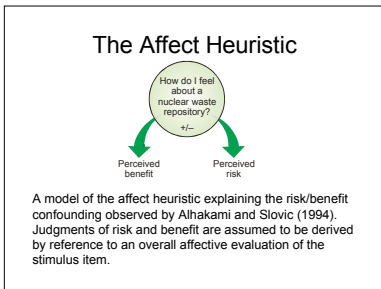 The Affect Heuristic
How do I feel
about a
nuclear waste
repository?
+/–
Perceived
benefit
Perceived
risk
A model of the affect heuristic explaining the risk/benefit
confounding observed by Alhakami and Slovic (1994).
Judgments of risk and benefit are assumed to be derived
by reference to an overall affective evaluation of the
stimulus item.